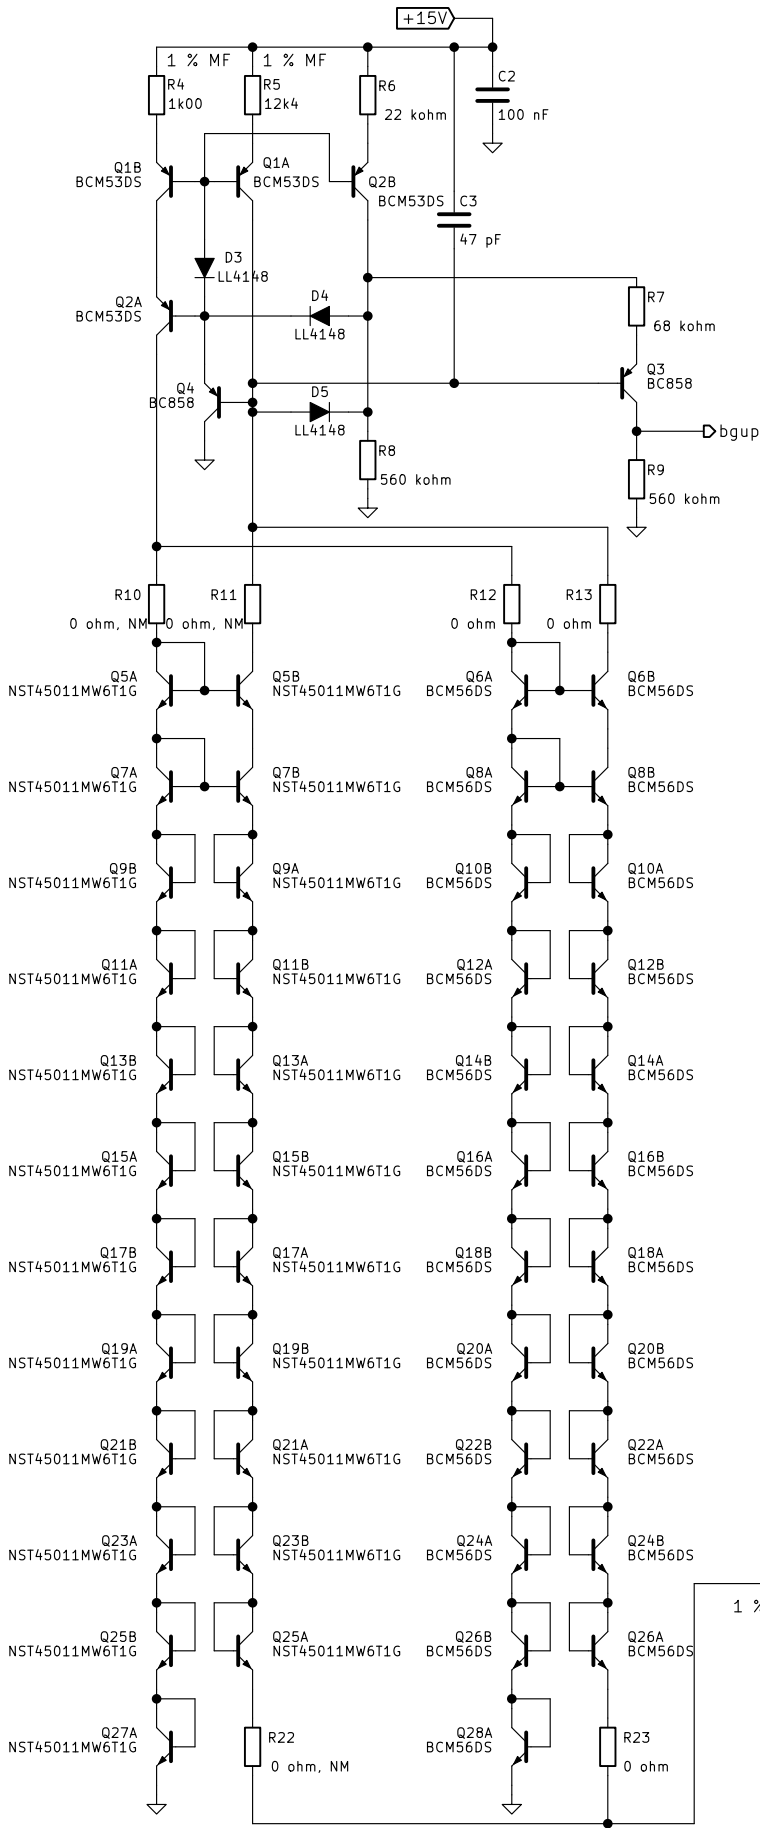 +15V
1 % MF
1 % MF
R4
1k00
R5
12k4
R6
22 kohm
C2
100 nF
Q1B
BCM53DS
Q1A
BCM53DS
Q2B
BCM53DS
C3
47 pF
D3
LL4148
Q2A
BCM53DS
D4
LL4148
R7
68 kohm
Q3
BC858
Q4
BC858
D5
LL4148
bgup
R8
560 kohm
R9
560 kohm
R10
0 ohm, NM
R11
0 ohm, NM
R12
0 ohm
R13
0 ohm
Q5A
NST45011MW6T1G
Q5B
NST45011MW6T1G
Q6A
BCM56DS
Q6B
BCM56DS
Q7A
NST45011MW6T1G
Q7B
NST45011MW6T1G
Q8A
BCM56DS
Q8B
BCM56DS
Q9B
NST45011MW6T1G
Q9A
NST45011MW6T1G
Q10B
BCM56DS
Q10A
BCM56DS
Q11A
NST45011MW6T1G
Q11B
NST45011MW6T1G
Q12A
BCM56DS
Q12B
BCM56DS
Q13B
NST45011MW6T1G
Q13A
NST45011MW6T1G
Q14B
BCM56DS
Q14A
BCM56DS
Q15A
NST45011MW6T1G
Q15B
NST45011MW6T1G
Q16A
BCM56DS
Q16B
BCM56DS
Q17B
NST45011MW6T1G
Q17A
NST45011MW6T1G
Q18B
BCM56DS
Q18A
BCM56DS
Q19A
NST45011MW6T1G
Q19B
NST45011MW6T1G
Q20A
BCM56DS
Q20B
BCM56DS
Q21B
NST45011MW6T1G
Q21A
NST45011MW6T1G
Q22B
BCM56DS
Q22A
BCM56DS
Q23A
NST45011MW6T1G
Q23B
NST45011MW6T1G
Q24A
BCM56DS
Q24B
BCM56DS
1 %
Q25B
NST45011MW6T1G
Q25A
NST45011MW6T1G
Q26B
BCM56DS
Q26A
BCM56DS
Q27A
NST45011MW6T1G
R22
0 ohm, NM
Q28A
BCM56DS
R23
0 ohm